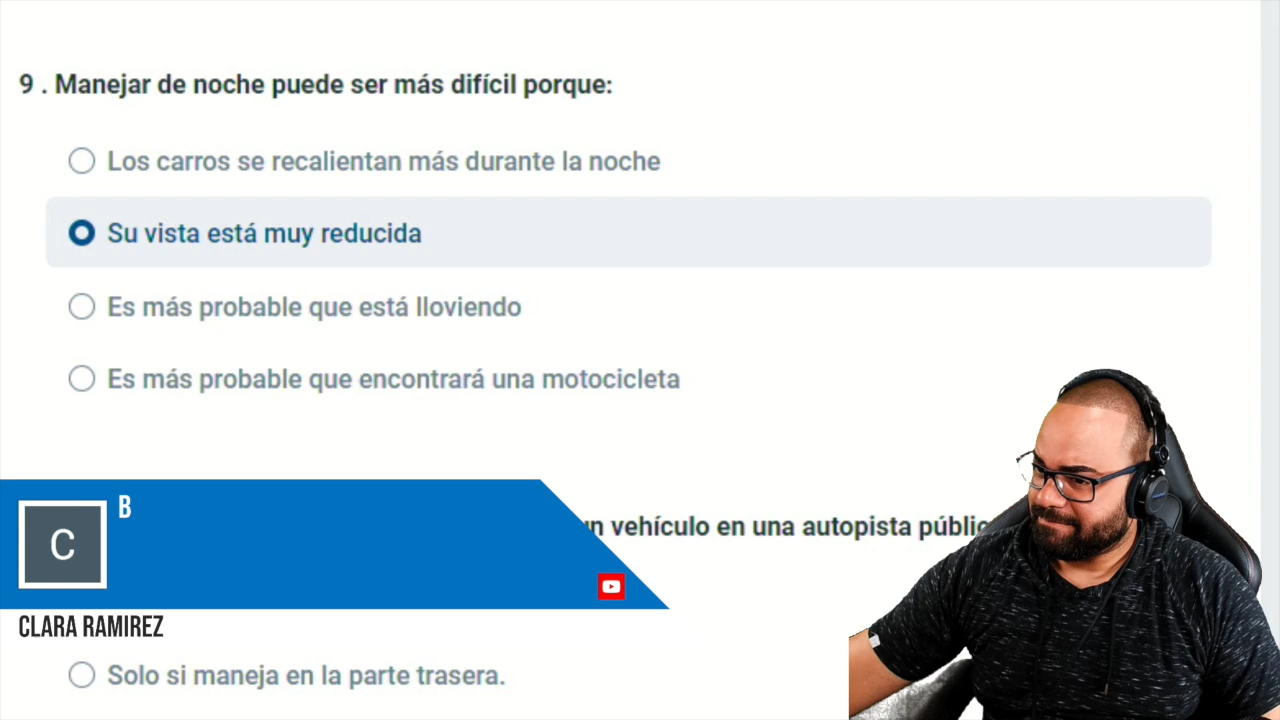 9 . Manejar de noche puede ser más difícil porque:
Los carros se recalientan más durante la noche
Su vista está muy reducida
Es más probable que está lloviendo
Es más probable que encontrará una motocicleta
B
C
vehículo en una autopista
CLARA RAMIREZ
Solo si maneja en la parte trasera.